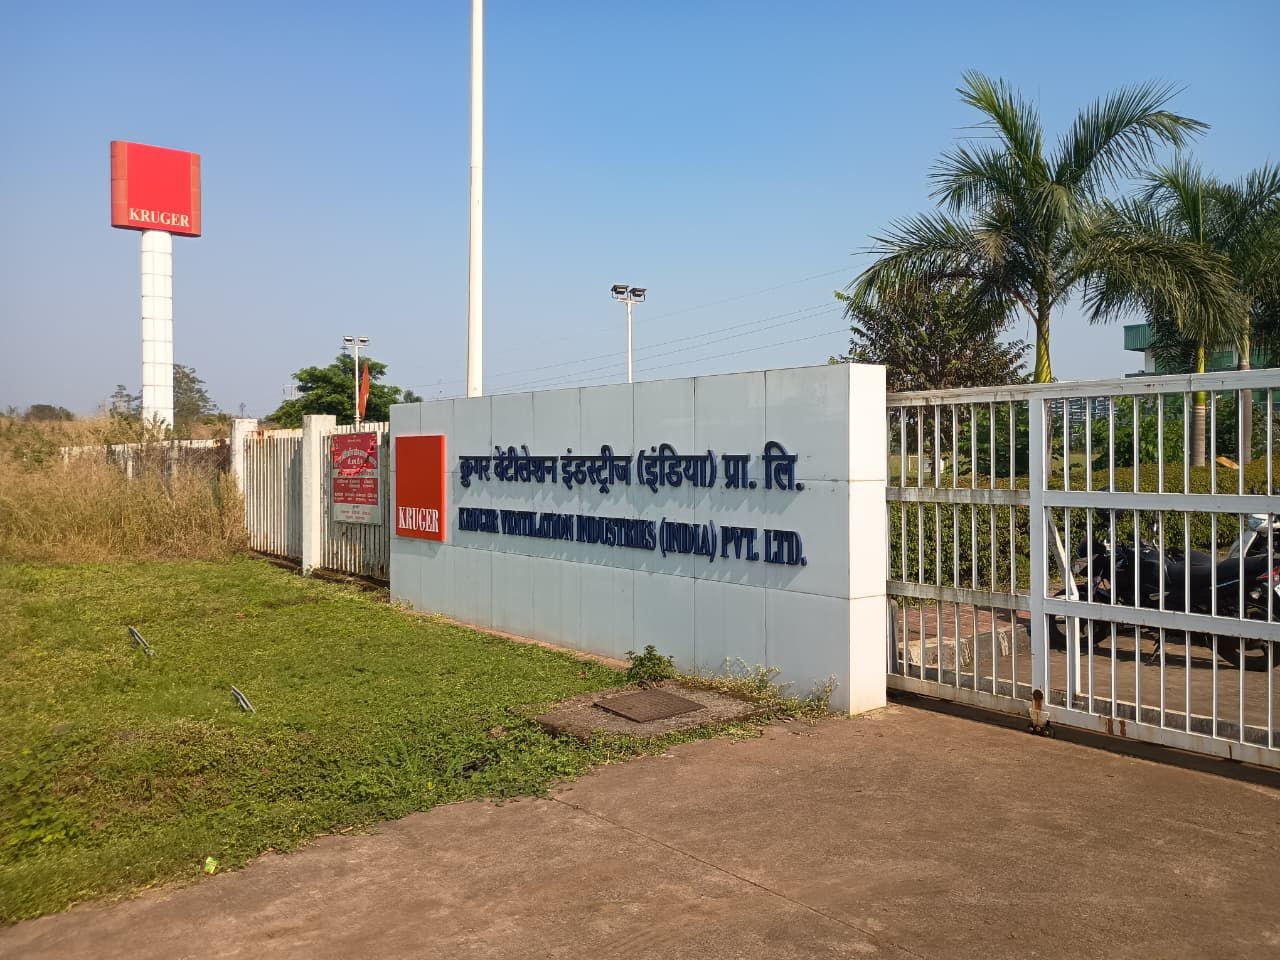 KRUGER
KRUGER
क्रुगर वेंटीलेशन इंडस्ट्रीज (इंडिया) प्रा. लि.
KRUGER VENTILATION INDUSTRIES (INDIA) PVT. LTD.